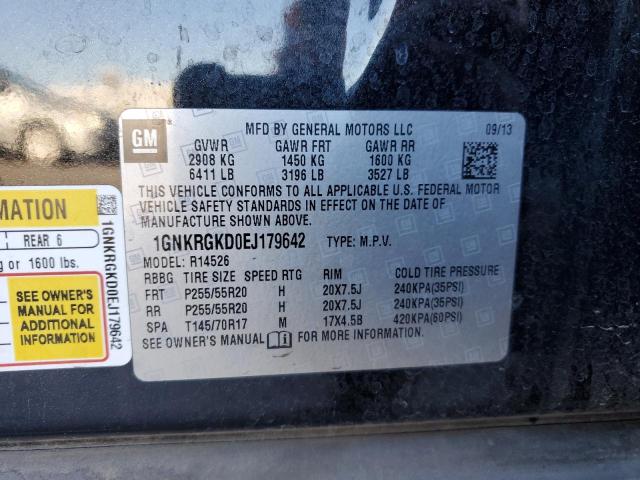 GM
MFD BY GENERAL MOTORS LLC 09/13
GVWR GAWR FRT GAWR RR
2908 KG 1450 KG 1600 KG
6411 LB 3196 LB 3527 LB
THIS VEHICLE CONFORMS TO ALL APPLICABLE U.S. FEDERAL MOTOR
VEHICLE SAFETY STANDARDS IN EFFECT ON THE DATE OF
MANUFACTURE SHOWN ABOVE.
1GNKRGKD0EJ179642 TYPE: M.P.V.
MODEL: R14526
RBBG TIRE SIZE SPEED RTG RIM COLD TIRE PRESSURE
FRT P255/55R20 H 20X7.5J 240KPA(35PSI)
RR P255/55R20 H 20X7.5J 240KPA(35PSI)
SPA T145/70R17 M 17X4.5B 420KPA(60PSI)
SEE OWNER'S MANUAL FOR MORE INFORMATION
MATION
REAR 6
g or 1600 lbs.
SEE OWNER'S
MANUAL FOR
ADDITIONAL
INFORMATION
1GNKRGKD0EJ179642